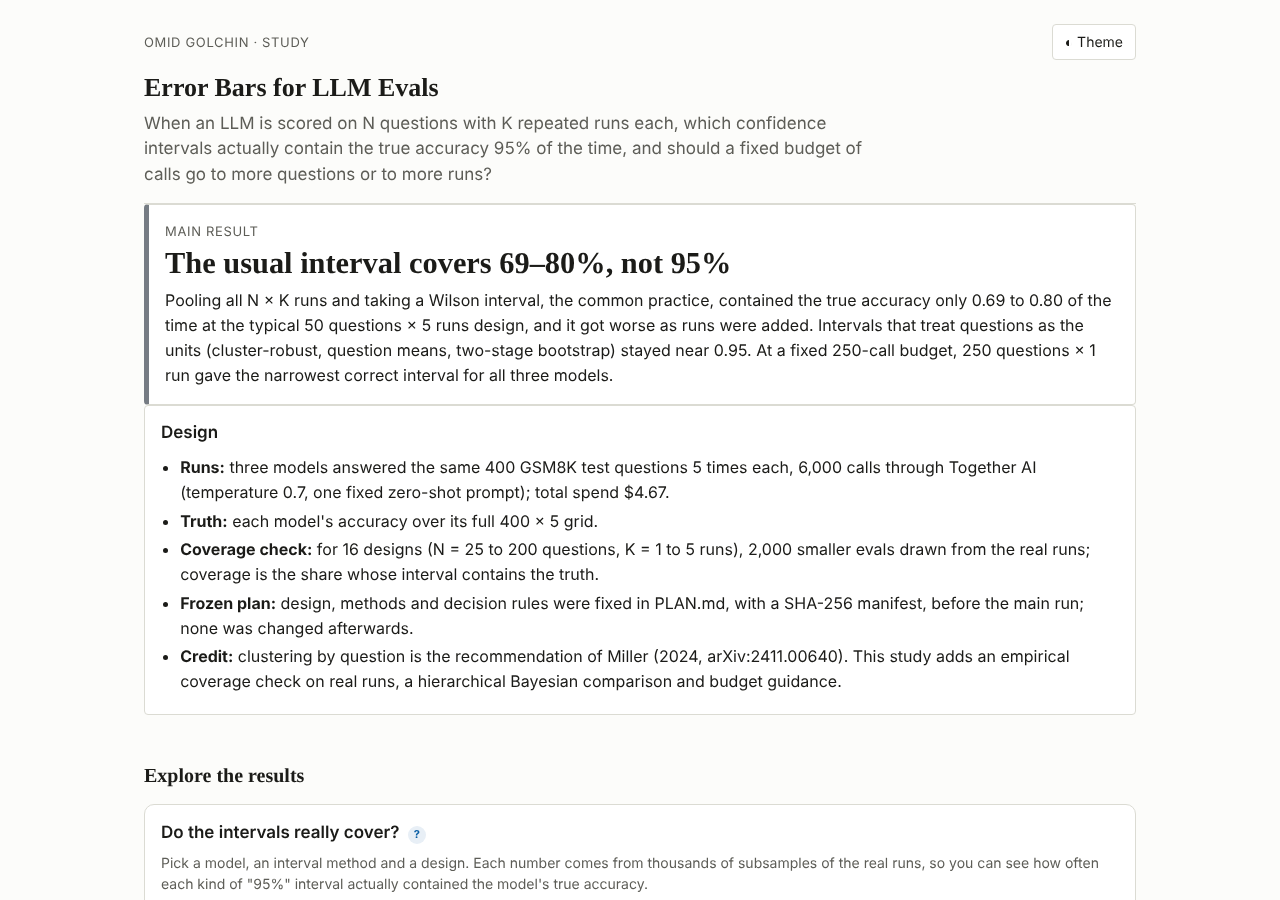 OMID GOLCHIN · STUDY
Theme
Error Bars for LLM Evals
When an LLM is scored on N questions with K repeated runs each, which confidence
intervals actually contain the true accuracy 95% of the time, and should a fixed budget of
calls go to more questions or to more runs?
MAIN RESULT
The usual interval covers 69–80%, not 95%
Pooling all N × K runs and taking a Wilson interval, the common practice, contained the true accuracy only 0.69 to 0.80 of the
time at the typical 50 questions × 5 runs design, and it got worse as runs were added. Intervals that treat questions as the
units (cluster-robust, question means, two-stage bootstrap) stayed near 0.95. At a fixed 250-call budget, 250 questions × 1
run gave the narrowest correct interval for all three models.
Design
• Runs: three models answered the same 400 GSM8K test questions 5 times each, 6,000 calls through Together AI
(temperature 0.7, one fixed zero-shot prompt); total spend $4.67.
• Truth: each model's accuracy over its full 400 × 5 grid.
• Coverage check: for 16 designs (N = 25 to 200 questions, K = 1 to 5 runs), 2,000 smaller evals drawn from the real runs;
coverage is the share whose interval contains the truth.
• Frozen plan: design, methods and decision rules were fixed in PLAN.md, with a SHA-256 manifest, before the main run;
none was changed afterwards.
• Credit: clustering by question is the recommendation of Miller (2024, arXiv:2411.00640). This study adds an empirical
coverage check on real runs, a hierarchical Bayesian comparison and budget guidance.
Explore the results
Do the intervals really cover? ?
Pick a model, an interval method and a design. Each number comes from thousands of subsamples of the real runs, so you can see how often
each kind of "95%" interval actually contained the model's true accuracy.